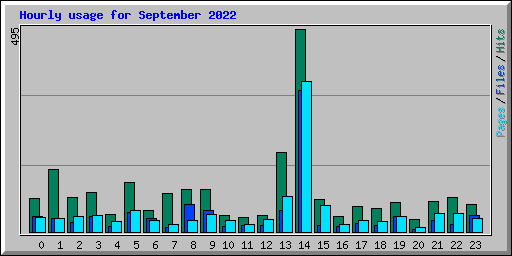 Hourly usage for September 2022
495
Pages/Files/Hits
0 1 2 3 4 5 6 7 8 9 10 11 12 13 14 15 16 17 18 19 20 21 22 23